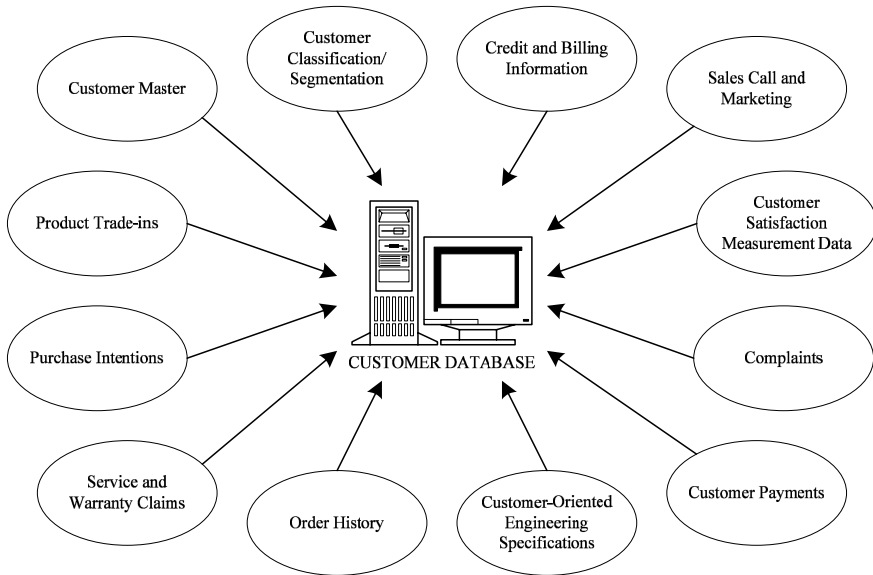 Customer
Classification/
Segmentation
Credit and Billing
Information
Customer Master
Sales Call and
Marketing
Product Trade-ins
Customer
Satisfaction
Measurement Data
Purchase Intentions
CUSTOMER DATABASE
Complaints
Service and
Warranty Claims
Order History
Customer-Oriented
Engineering
Specifications
Customer Payments